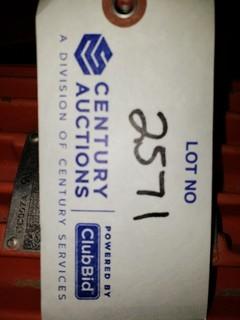 CENTURY
AUCTIONS
A DIVISION OF CENTURY SERVICES
POWERED BY
ClubBid
LOT NO
2571